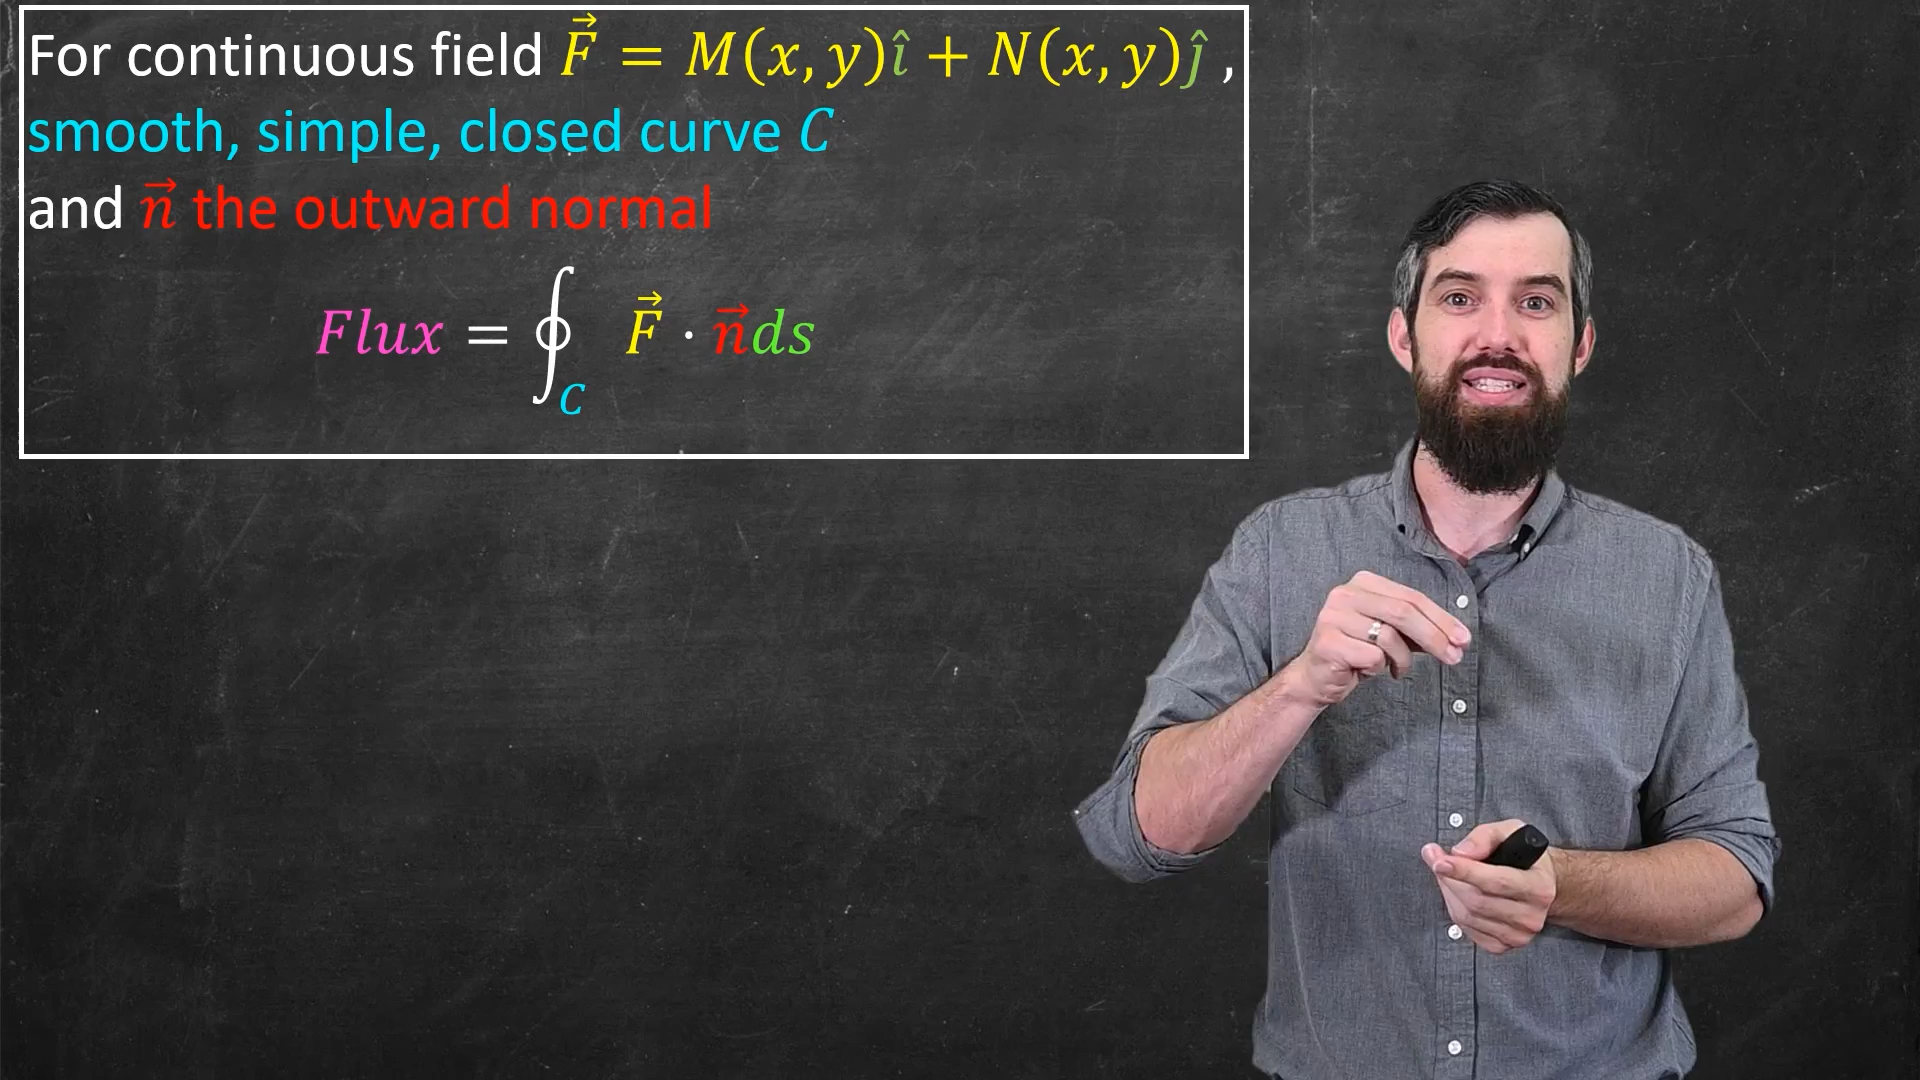 For continuous field F⃗ = M(x, y)î + N(x, y)ĵ ,
smooth, simple, closed curve C
and n⃗ the outward normal
Flux = ∮_C F⃗ · n⃗ds